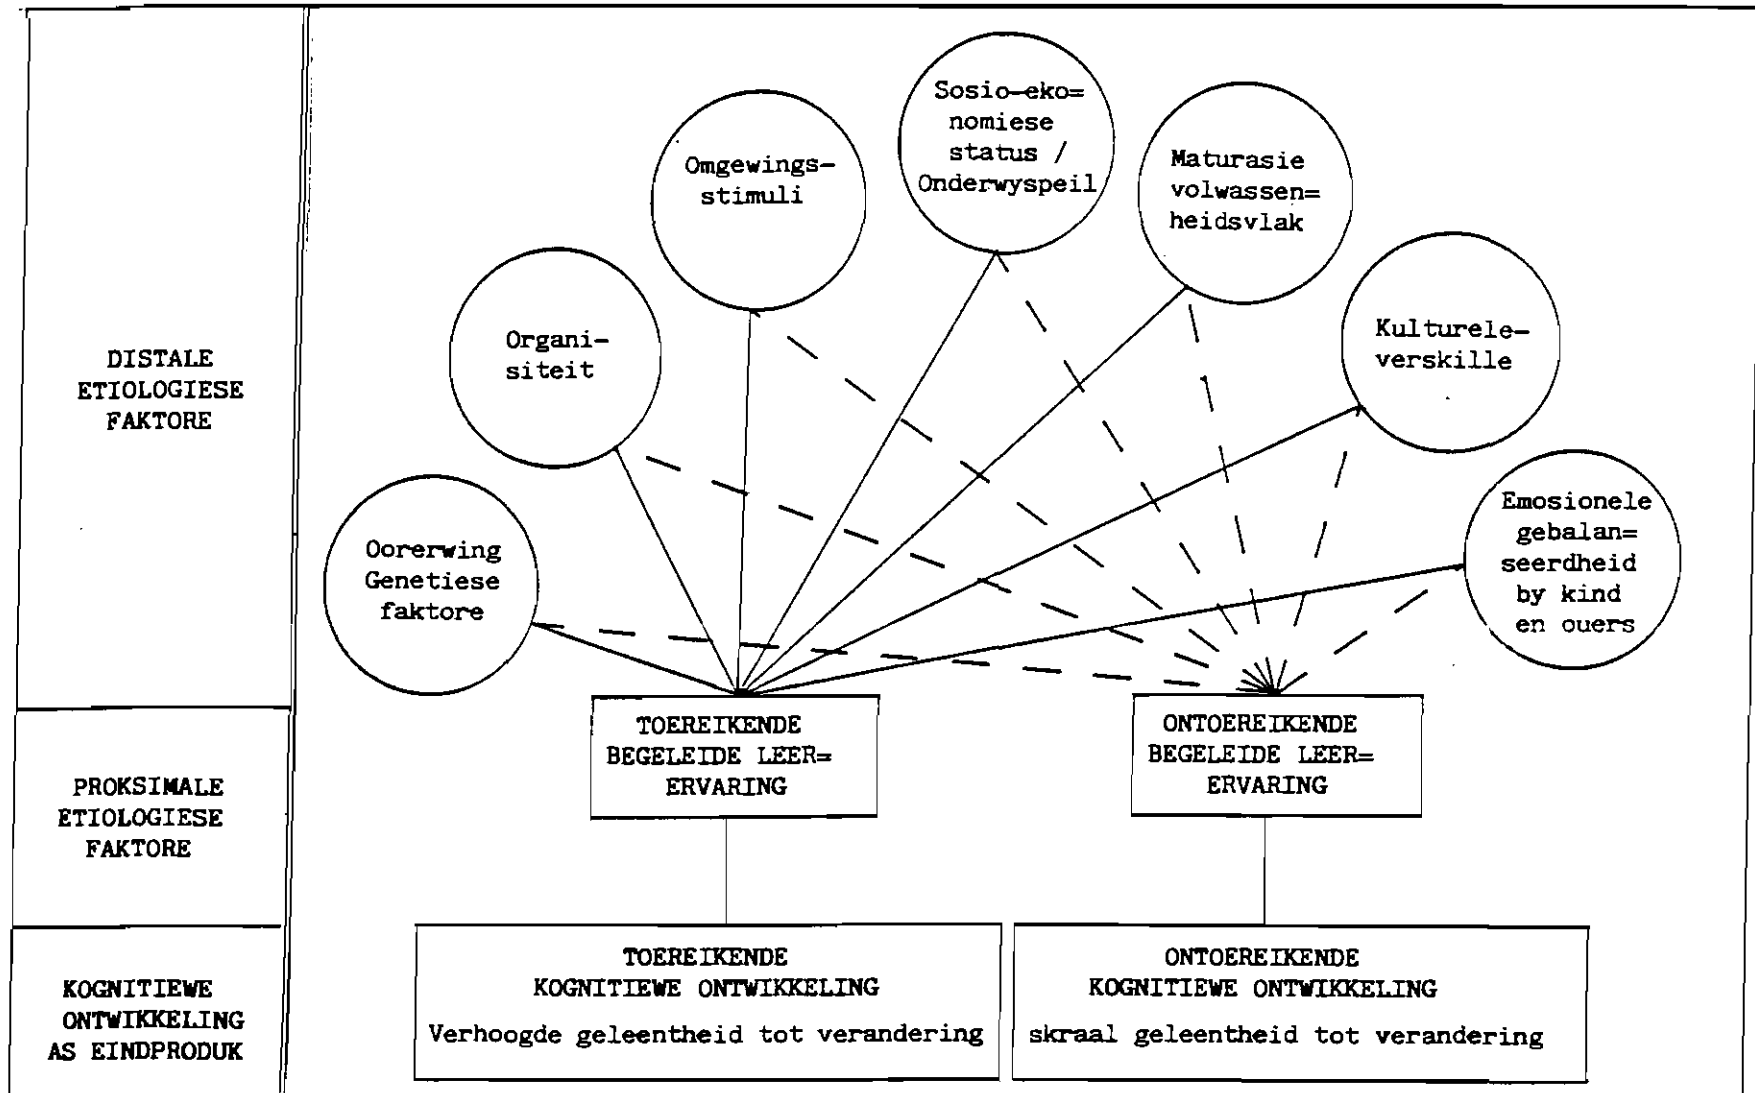 DISTALE
ETIOLOGIESE
FAKTORE
Oorerwing
Genetiese
faktore
Organi-
siteit
Omgewings-
stimuli
Sosio-eko=
nomiese
status /
Onderwyspeil
Maturasie
volwassen=
heidsvlak
Kulturele-
verskille
Emosionele
gebalan=
seerdheid
by kind
en ouers
PROKSIMALE
ETIOLOGIESE
FAKTORE
TOEREIKENDE
BEGELEIDE LEER=
ERVARING
ONTOEREIKENDE
BEGELEIDE LEER=
ERVARING
KOGNITIEWE
ONTWIKKELING
AS EINDPRODUK
TOEREIKENDE
KOGNITIEWE ONTWIKKELING
Verhoogde geleentheid tot verandering
ONTOEREIKENDE
KOGNITIEWE ONTWIKKELING
skraal geleentheid tot verandering